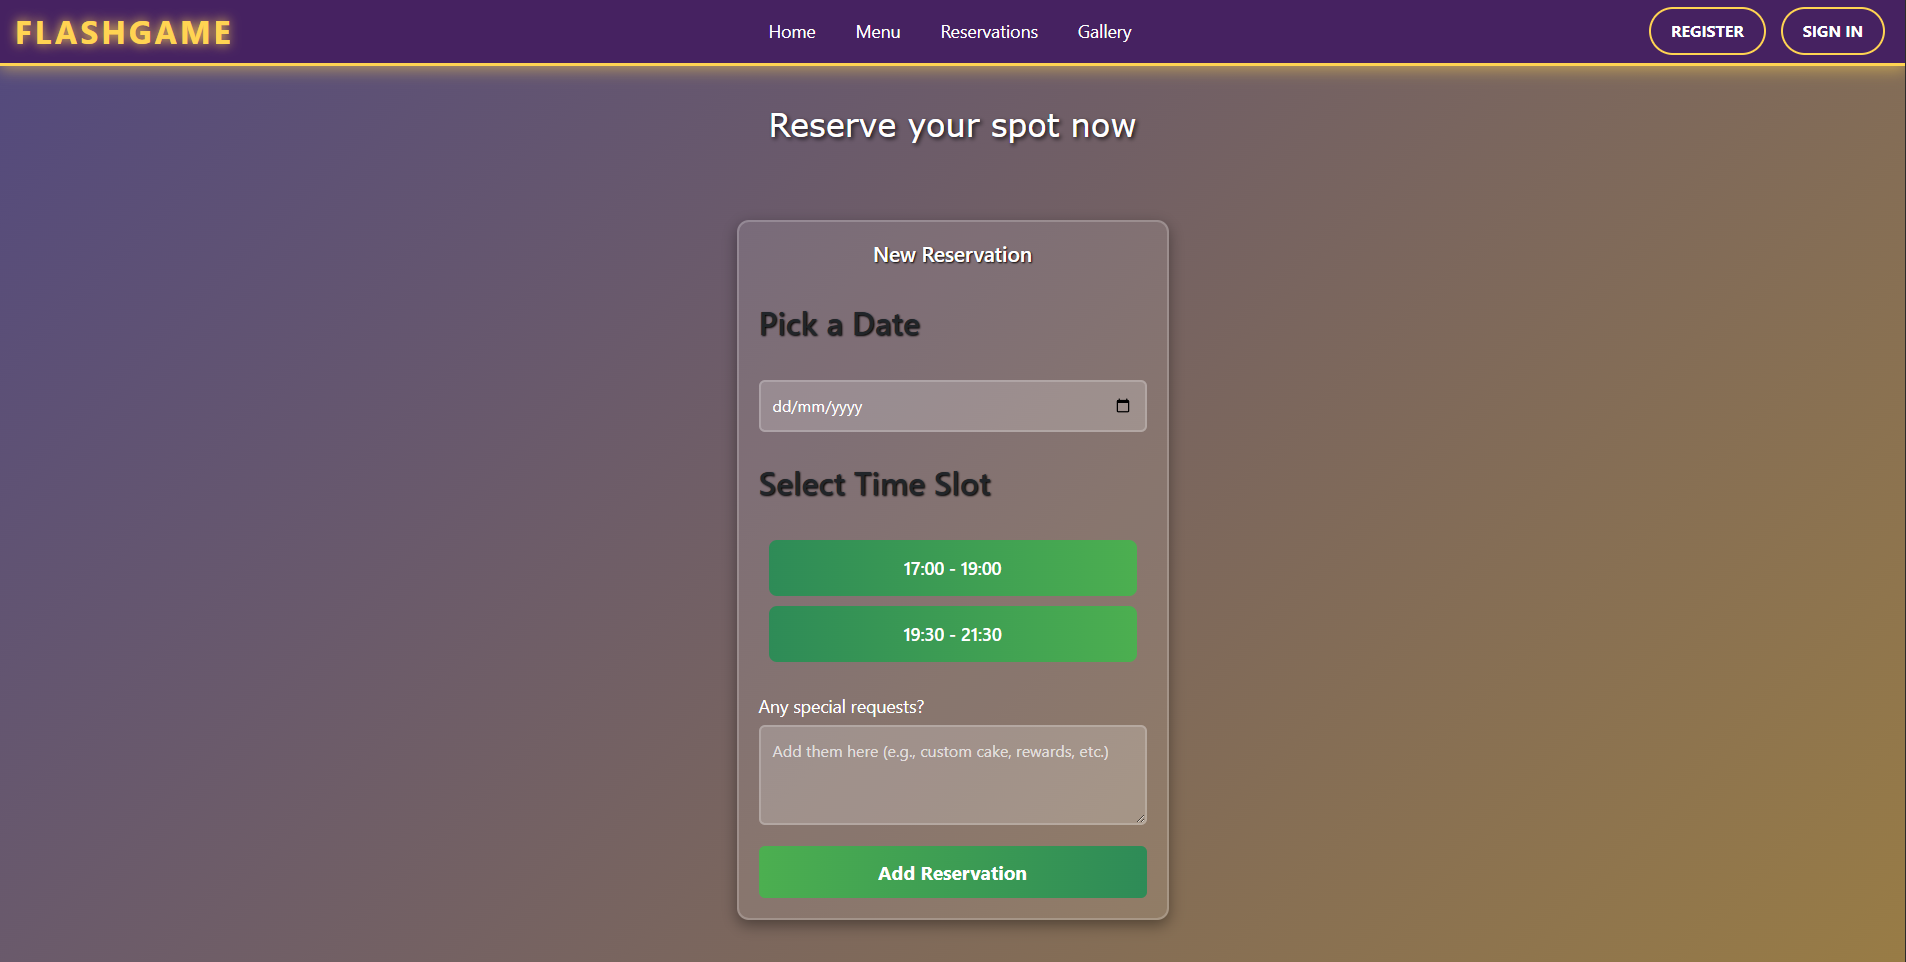 FLASHGAME
Home Menu Reservations Gallery
REGISTER SIGN IN
Reserve your spot now
New Reservation
Pick a Date
dd/mm/yyyy
Select Time Slot
17:00 - 19:00
19:30 - 21:30
Any special requests?
Add them here (e.g., custom cake, rewards, etc.)
Add Reservation